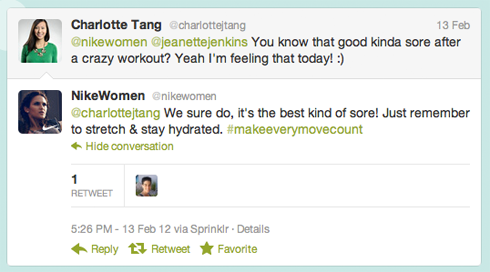 Charlotte Tang @charlottejtang 13 Feb
@nikewomen @jeanettejenkins You know that good kinda sore after
a crazy workout? Yeah I'm feeling that today! :)
NikeWomen @nikewomen
@charlottejtang We sure do, it's the best kind of sore! Just remember
to stretch & stay hydrated. #makeeverymovecount
Hide conversation
1
RETWEET
5:26 PM - 13 Feb 12 via Sprinklr · Details
Reply Retweet Favorite